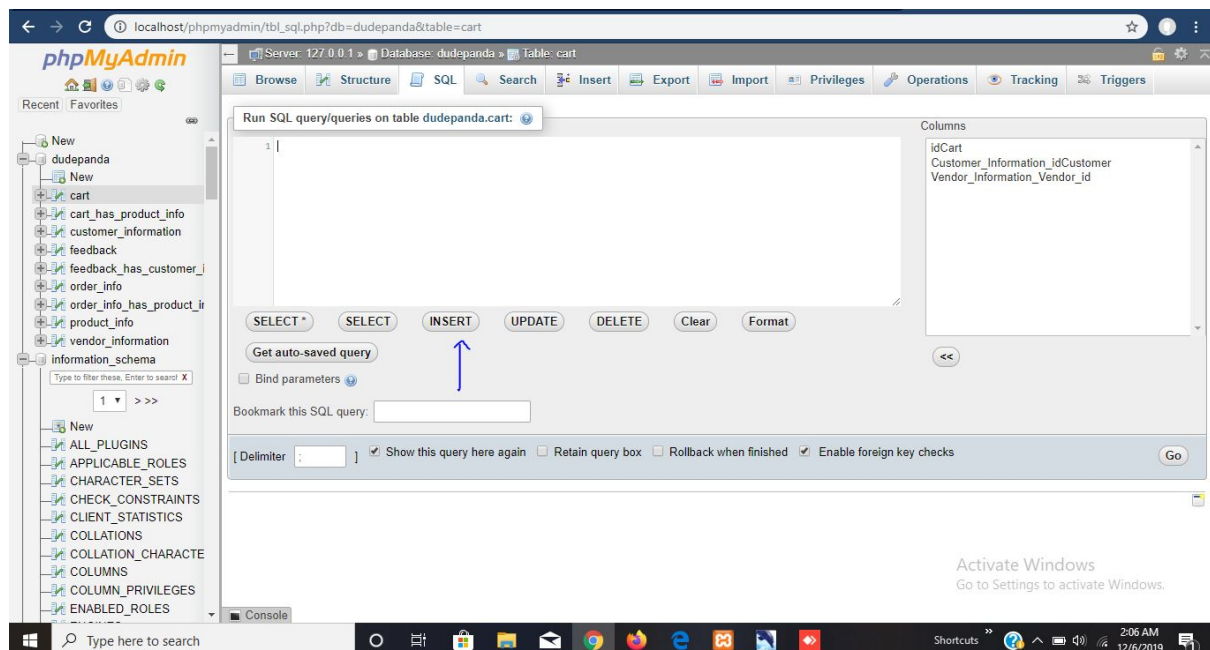 localhost/phpmyadmin/tbl_sql.php?db=dudepanda&table=cart
phpMyAdmin
Recent Favorites
New
dudepanda
New
cart
cart_has_product_info
customer_information
feedback
feedback_has_customer_i
order_info
order_info_has_product_ir
product_info
vendor_information
information_schema
Type to filter these, Enter to search X
1 > >>
New
ALL_PLUGINS
APPLICABLE_ROLES
CHARACTER_SETS
CHECK_CONSTRAINTS
CLIENT_STATISTICS
COLLATIONS
COLLATION_CHARACTE
COLUMNS
COLUMN_PRIVILEGES
ENABLED_ROLES
Server: 127.0.0.1 » Database: dudepanda » Table: cart
Browse Structure SQL Search Insert Export Import Privileges Operations Tracking Triggers
Run SQL query/queries on table dudepanda.cart:
1
Columns
idCart
Customer_Information_idCustomer
Vendor_Information_Vendor_id
SELECT * SELECT INSERT UPDATE DELETE Clear Format
Get auto-saved query
<<
Bind parameters
Bookmark this SQL query:
[ Delimiter ; ] Show this query here again Retain query box Rollback when finished Enable foreign key checks Go
Activate Windows
Go to Settings to activate Windows.
Console
Type here to search
Shortcuts » 2:06 AM
12/6/2019